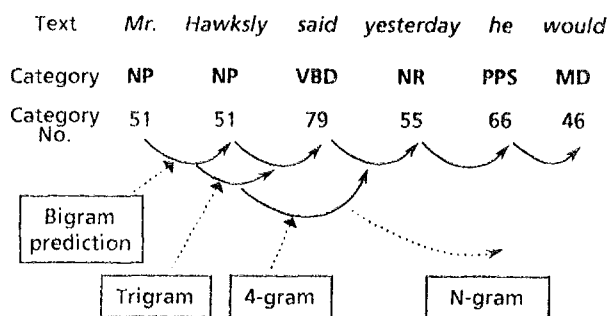 Text Mr. Hawksly said yesterday he would
Category NP NP VBD NR PPS MD
Category No. 51 51 79 55 66 46
Bigram
prediction
Trigram 4-gram N-gram